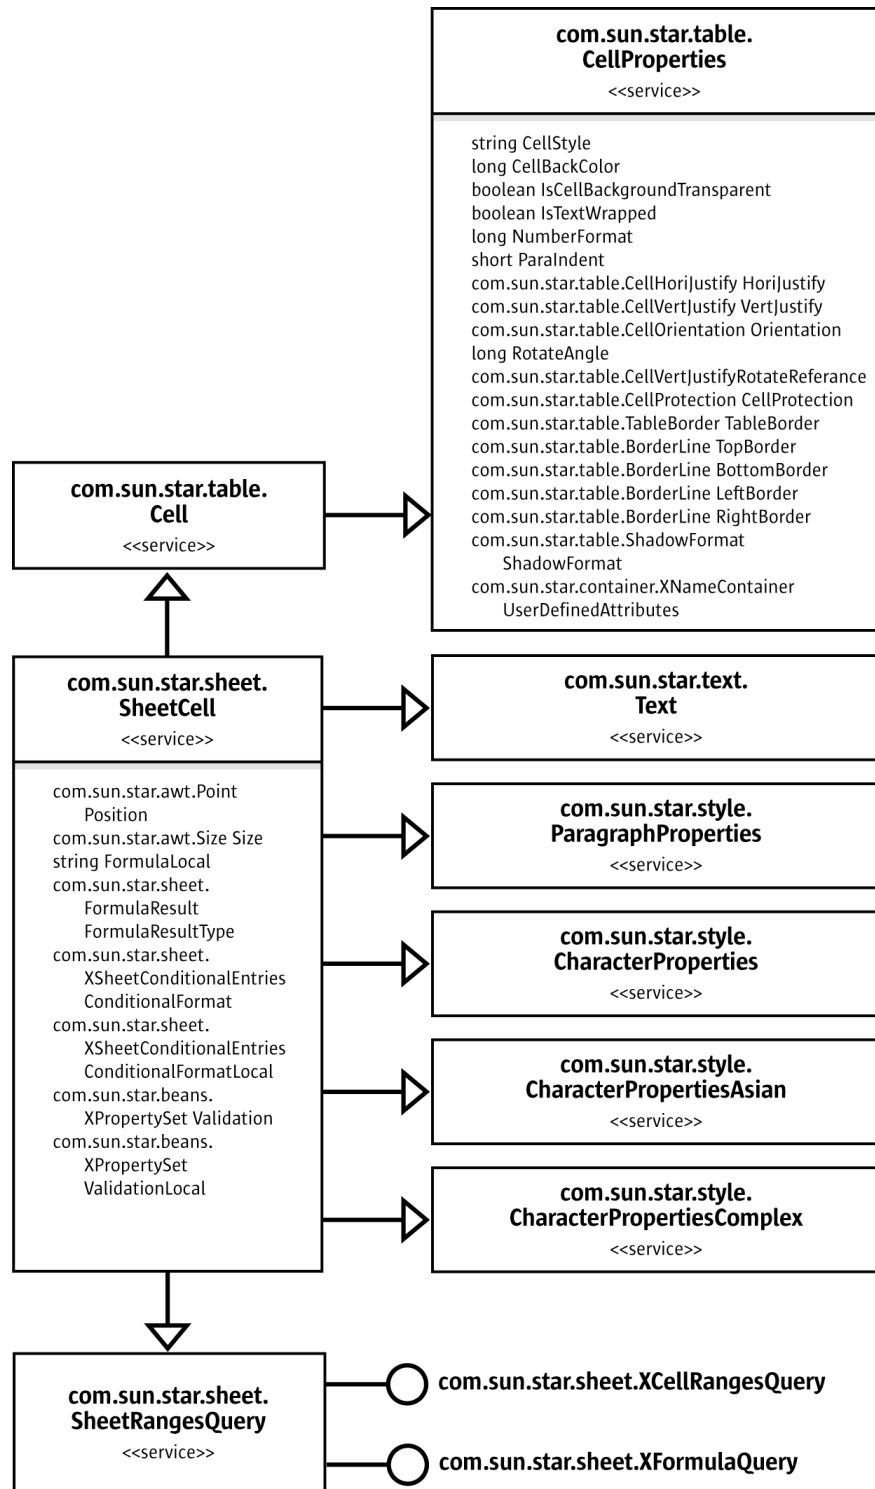 com.sun.star.table.
CellProperties
<<service>>
string CellStyle
long CellBackColor
boolean IsCellBackgroundTransparent
boolean IsTextWrapped
long NumberFormat
short ParaIndent
com.sun.star.table.CellHoriJustify HoriJustify
com.sun.star.table.CellVertJustify VertJustify
com.sun.star.table.CellOrientation Orientation
long RotateAngle
com.sun.star.table.CellVertJustifyRotateReferance
com.sun.star.table.CellProtection CellProtection
com.sun.star.table.TableBorder TableBorder
com.sun.star.table.BorderLine TopBorder
com.sun.star.table.BorderLine BottomBorder
com.sun.star.table.BorderLine LeftBorder
com.sun.star.table.BorderLine RightBorder
com.sun.star.table.ShadowFormat
ShadowFormat
com.sun.star.container.XNameContainer
UserDefinedAttributes
com.sun.star.table.
Cell
<<service>>
com.sun.star.sheet.
SheetCell
<<service>>
com.sun.star.awt.Point
Position
com.sun.star.awt.Size Size
string FormulaLocal
com.sun.star.sheet.
FormulaResult
FormulaResultType
com.sun.star.sheet.
XSheetConditionalEntries
ConditionalFormat
com.sun.star.sheet.
XSheetConditionalEntries
ConditionalFormatLocal
com.sun.star.beans.
XPropertySet Validation
com.sun.star.beans.
XPropertySet
ValidationLocal
com.sun.star.text.
Text
<<service>>
com.sun.star.style.
ParagraphProperties
<<service>>
com.sun.star.style.
CharacterProperties
<<service>>
com.sun.star.style.
CharacterPropertiesAsian
<<service>>
com.sun.star.style.
CharacterPropertiesComplex
<<service>>
com.sun.star.sheet.
SheetRangesQuery
<<service>>
com.sun.star.sheet.XCellRangesQuery
com.sun.star.sheet.XFormulaQuery